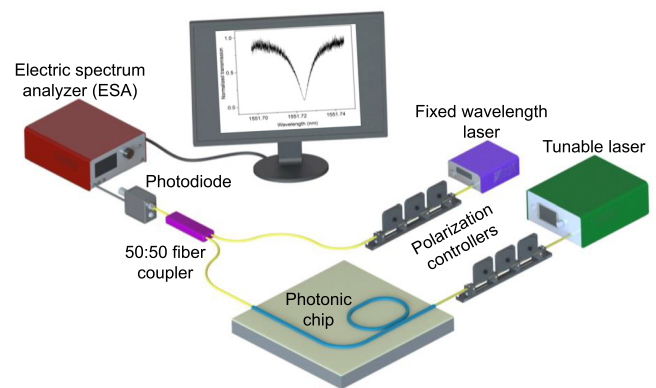 Electric spectrum
analyzer (ESA)
Normalized transmission
1.0
0.5
0.0
1551.70
1551.72
1551.74
Wavelength (nm)
Fixed wavelength
laser
Tunable laser
Photodiode
50:50 fiber
coupler
Polarization
controllers
Photonic
chip